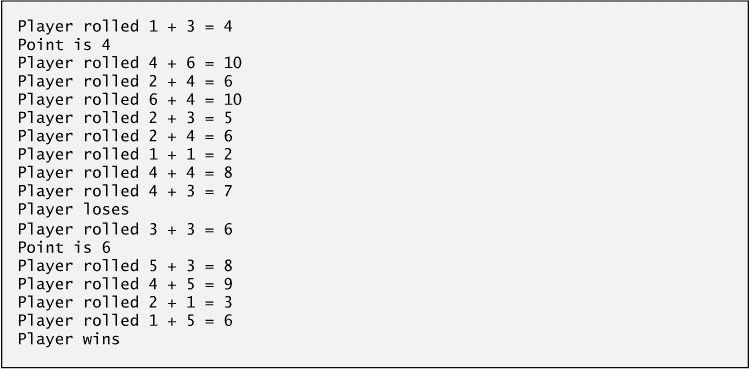 Player rolled 1 + 3 = 4
Point is 4
Player rolled 4 + 6 = 10
Player rolled 2 + 4 = 6
Player rolled 6 + 4 = 10
Player rolled 2 + 3 = 5
Player rolled 2 + 4 = 6
Player rolled 1 + 1 = 2
Player rolled 4 + 4 = 8
Player rolled 4 + 3 = 7
Player loses
Player rolled 3 + 3 = 6
Point is 6
Player rolled 5 + 3 = 8
Player rolled 4 + 5 = 9
Player rolled 2 + 1 = 3
Player rolled 1 + 5 = 6
Player wins